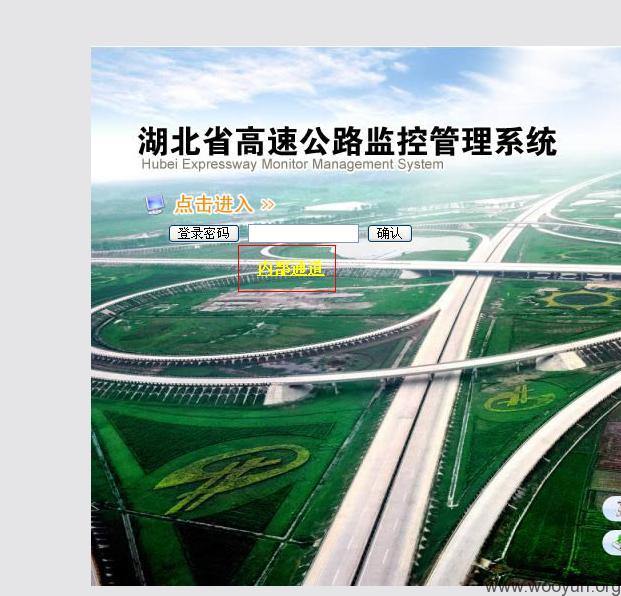 湖北省高速公路监控管理系统
Hubei Expressway Monitor Management System
点击进入 >>
登录密码 确认
内部通道
www.wooyun.org